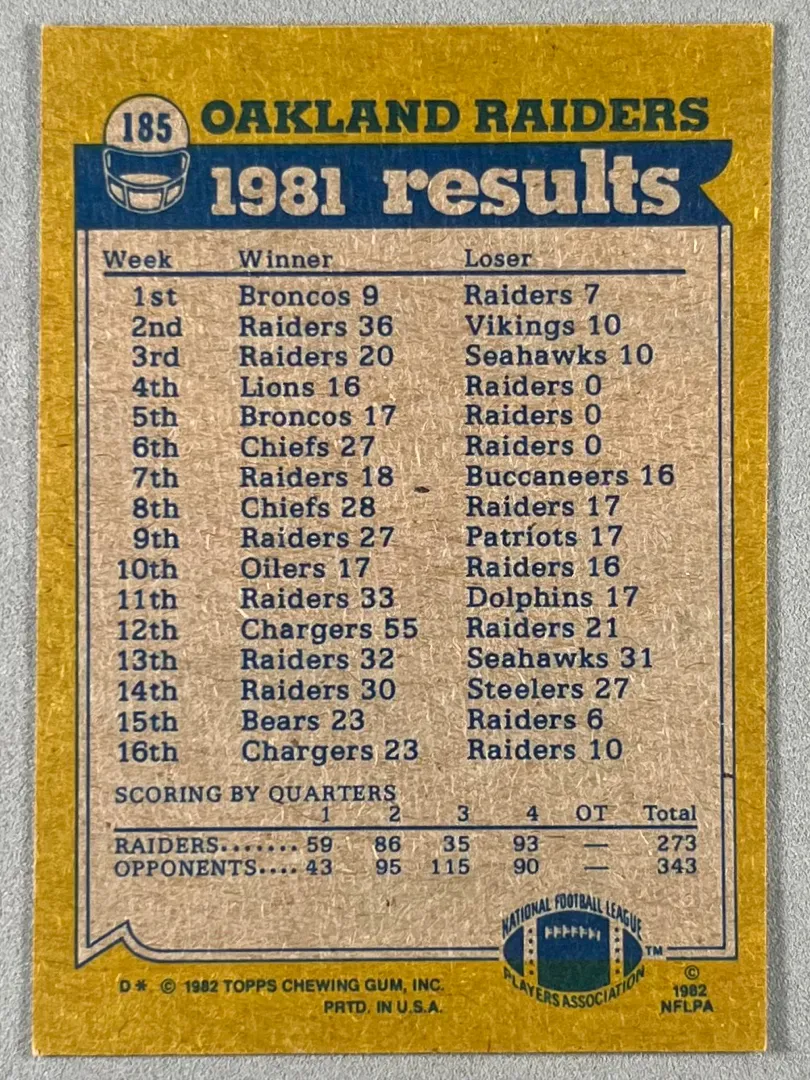 185 OAKLAND RAIDERS
1981 results
Week Winner Loser
1st Broncos 9 Raiders 7
2nd Raiders 36 Vikings 10
3rd Raiders 20 Seahawks 10
4th Lions 16 Raiders 0
5th Broncos 17 Raiders 0
6th Chiefs 27 Raiders 0
7th Raiders 18 Buccaneers 16
8th Chiefs 28 Raiders 17
9th Raiders 27 Patriots 17
10th Oilers 17 Raiders 16
11th Raiders 33 Dolphins 17
12th Chargers 55 Raiders 21
13th Raiders 32 Seahawks 31
14th Raiders 30 Steelers 27
15th Bears 23 Raiders 6
16th Chargers 23 Raiders 10
SCORING BY QUARTERS
1 2 3 4 OT Total
RAIDERS....... 59 86 35 93 — 273
OPPONENTS.... 43 95 115 90 — 343
NATIONAL FOOTBALL LEAGUE
PLAYERS ASSOCIATION
TM
D*. © 1982 TOPPS CHEWING GUM, INC.
PRTD. IN U.S.A.
©
1982
NFLPA